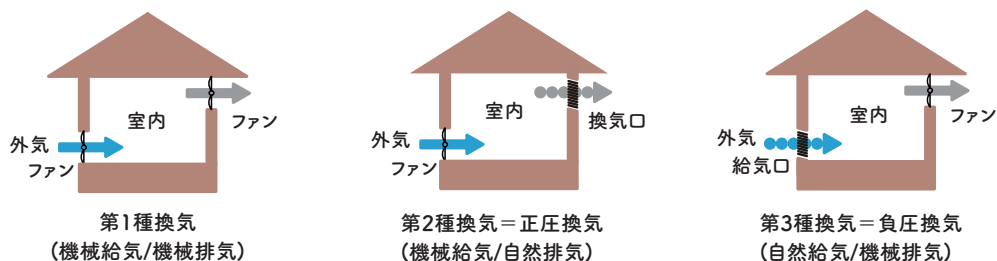 室内
ファン
外気
ファン
第1種換気
(機械給気/機械排気)
室内
換気口
外気
ファン
第2種換気＝正圧換気
(機械給気/自然排気)
室内
ファン
外気
給気口
第3種換気＝負圧換気
(自然給気/機械排気)